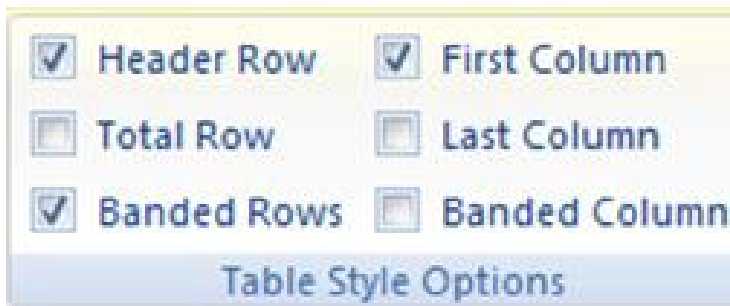 Header Row First Column
Total Row Last Column
Banded Rows Banded Column
Table Style Options